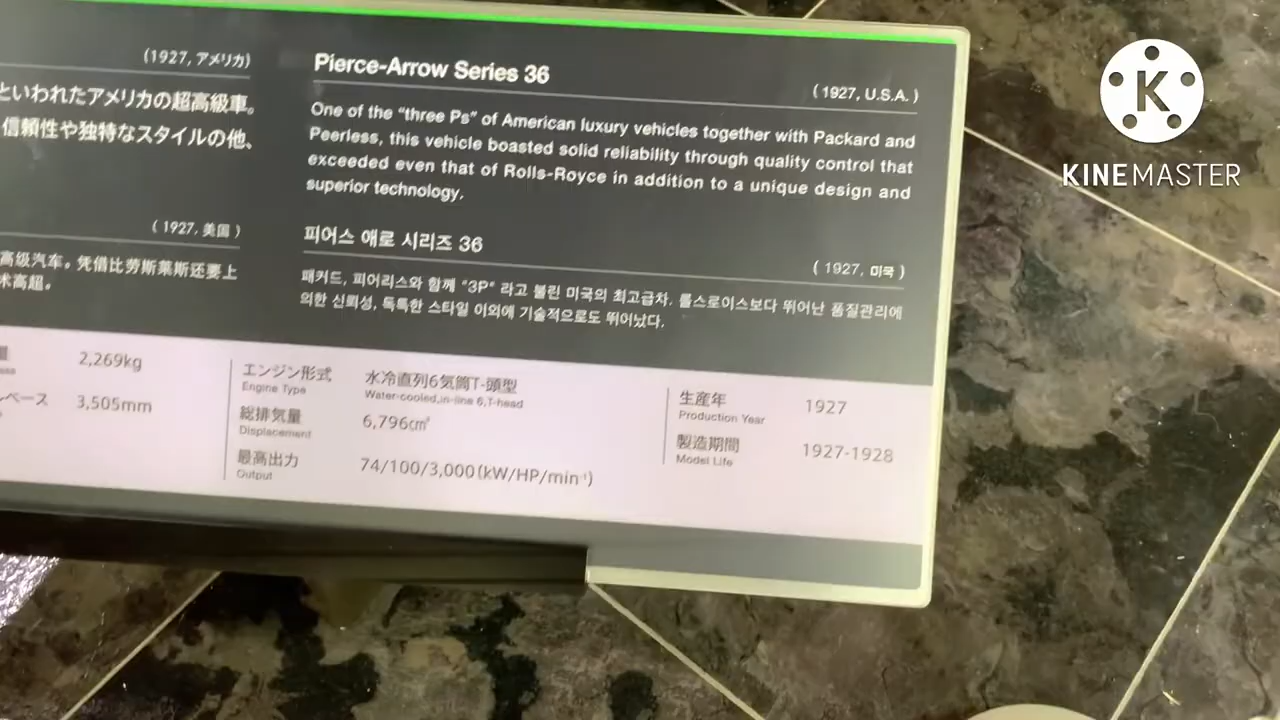 (1927, アメリカ)
といわれたアメリカの超高級車。
信頼性や独特なスタイルの他、
(1927, 美国)
高级汽车。凭借比劳斯莱斯还要上
术高超。
Pierce-Arrow Series 36
(1927, U.S.A.)
One of the “three Ps” of American luxury vehicles together with Packard and
Peerless, this vehicle boasted solid reliability through quality control that
exceeded even that of Rolls-Royce in addition to a unique design and
superior technology.
피어스 애로 시리즈 36
(1927, 미국)
패커드, 피어리스와 함께 "3P" 라고 불린 미국의 최고급차. 롤스로이스보다 뛰어난 품질관리에
의한 신뢰성, 독특한 스타일 이외에 기술적으로도 뛰어났다.
2,269kg
ベース 3,505mm
エンジン形式 水冷直列6気筒T-頭型
Engine Type Water-cooled,in-line 6,T-head
総排気量 6,796cm³
Displacement
最高出力 74/100/3,000(kW/HP/min⁻¹)
Output
生産年 1927
Production Year
製造期間 1927-1928
Model Life
K
KINEMASTER